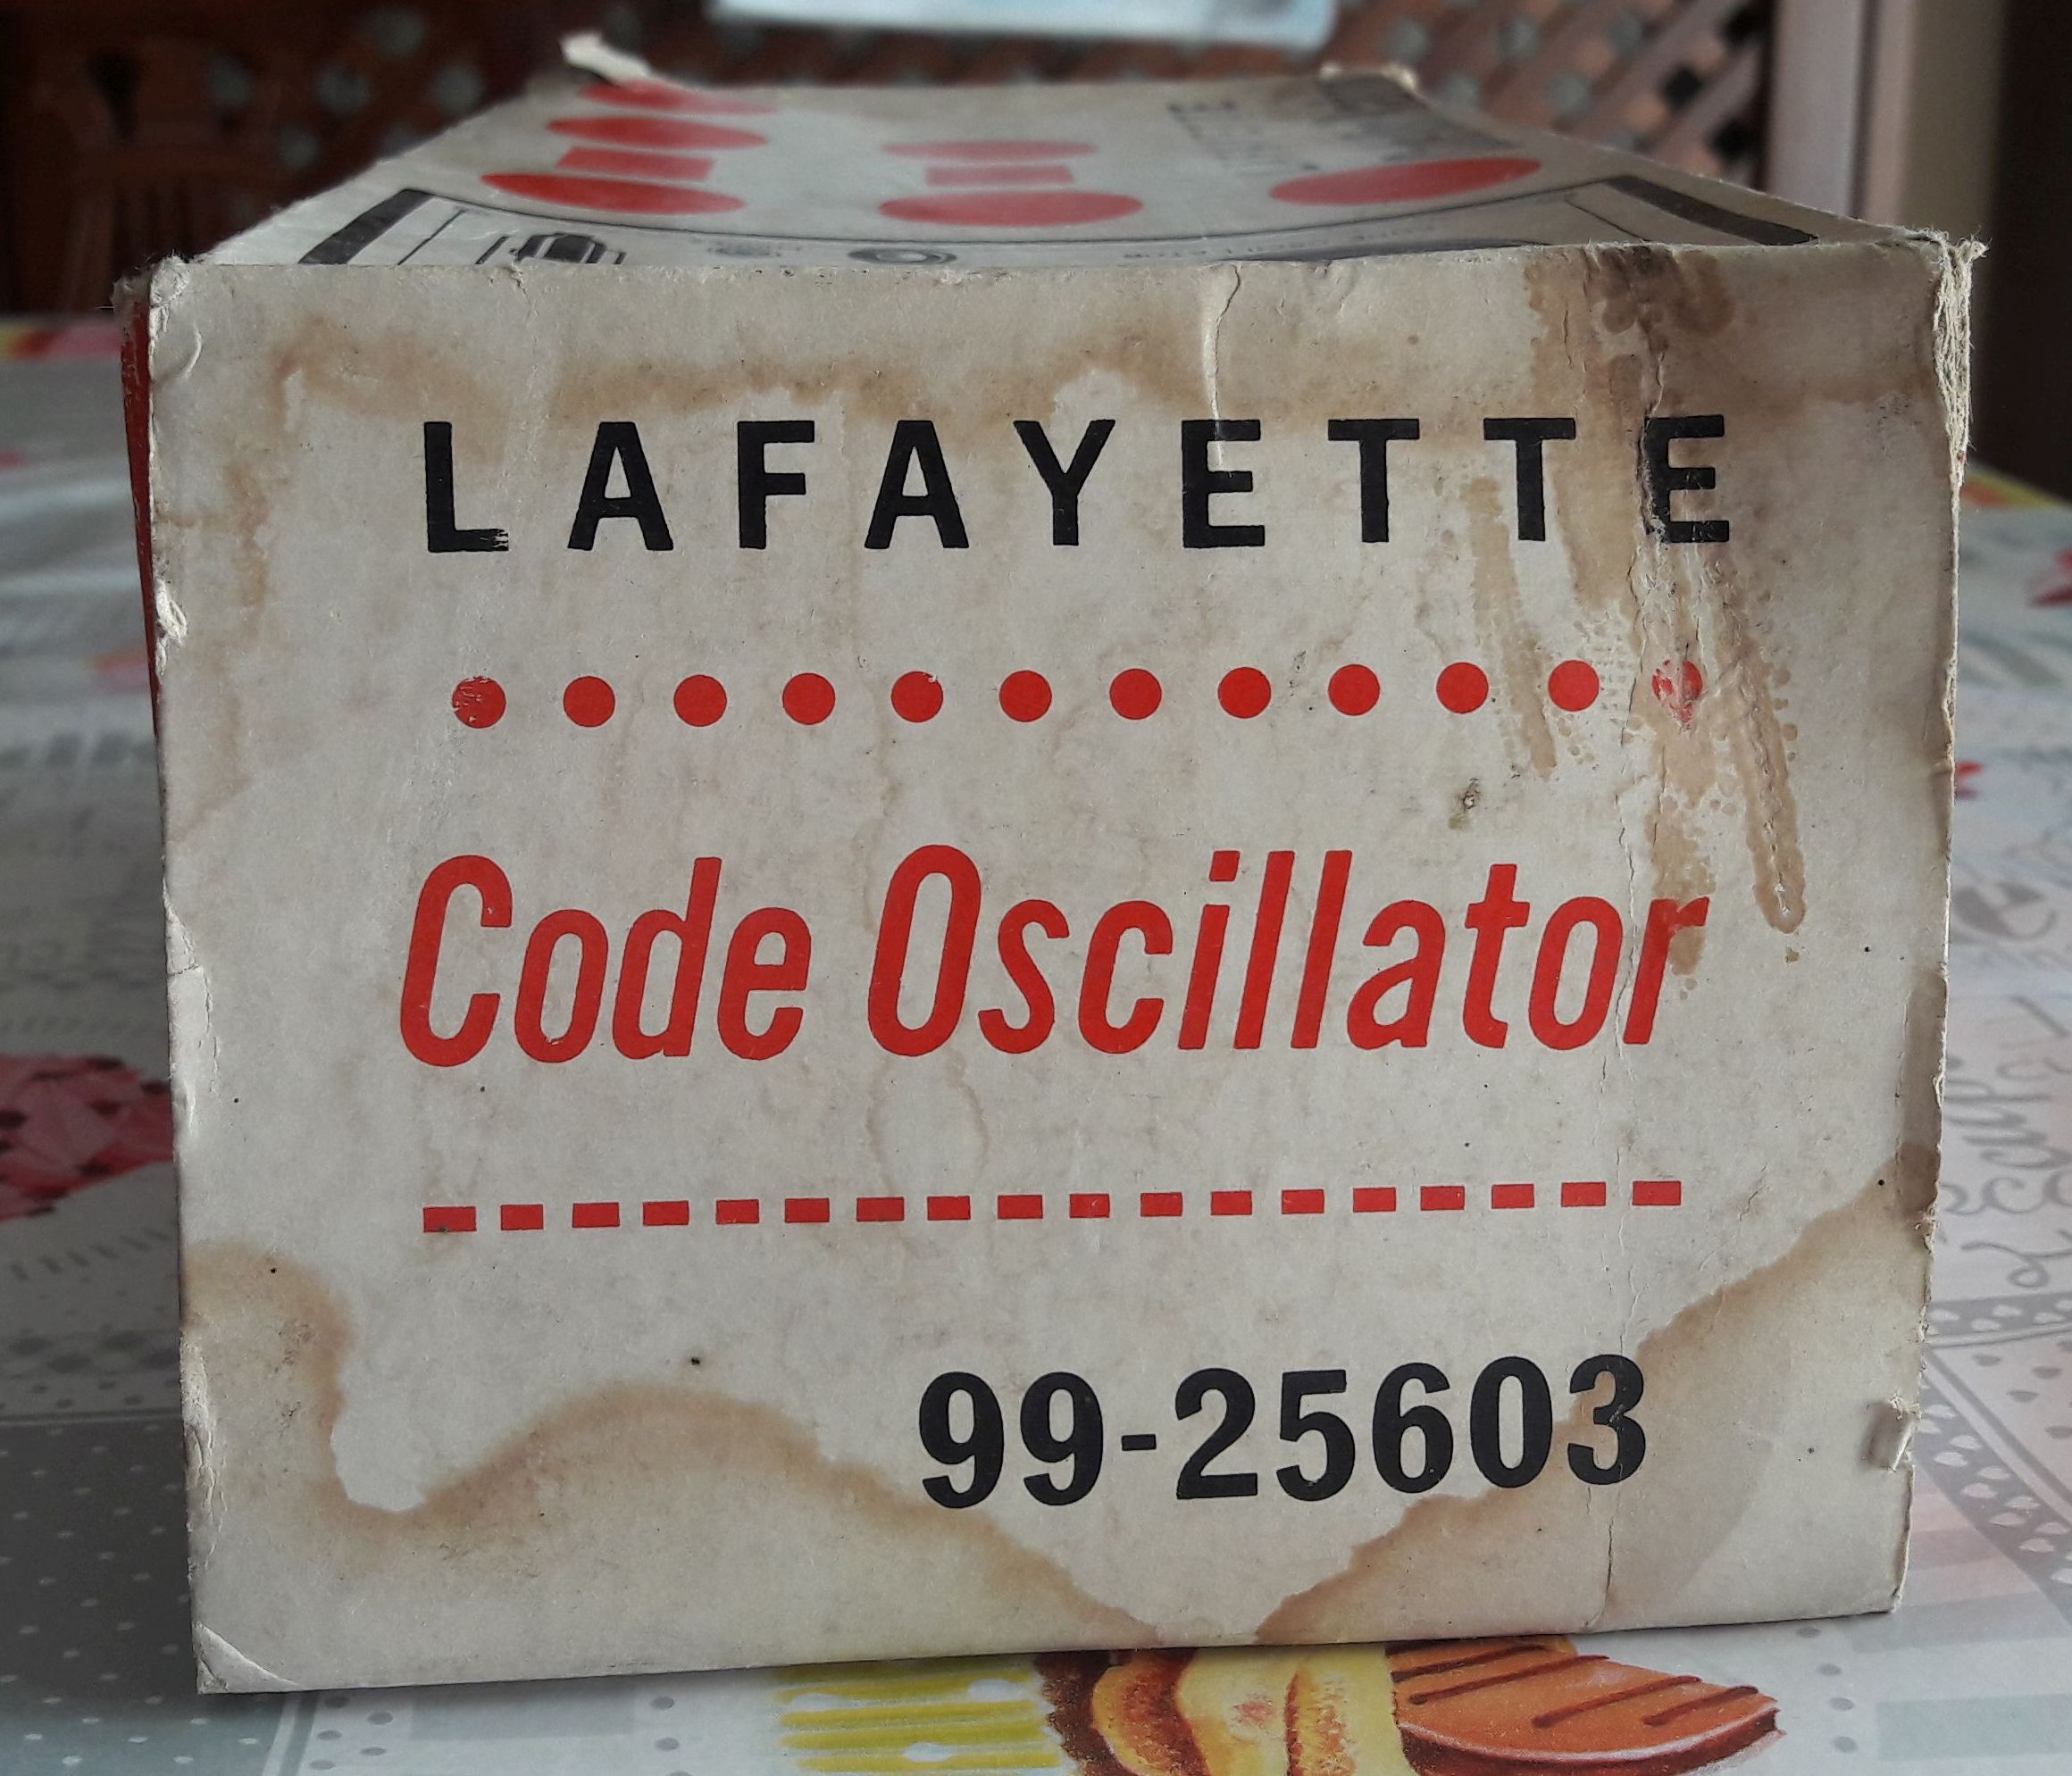 LAFAYETTE
Code Oscillator
99-25603